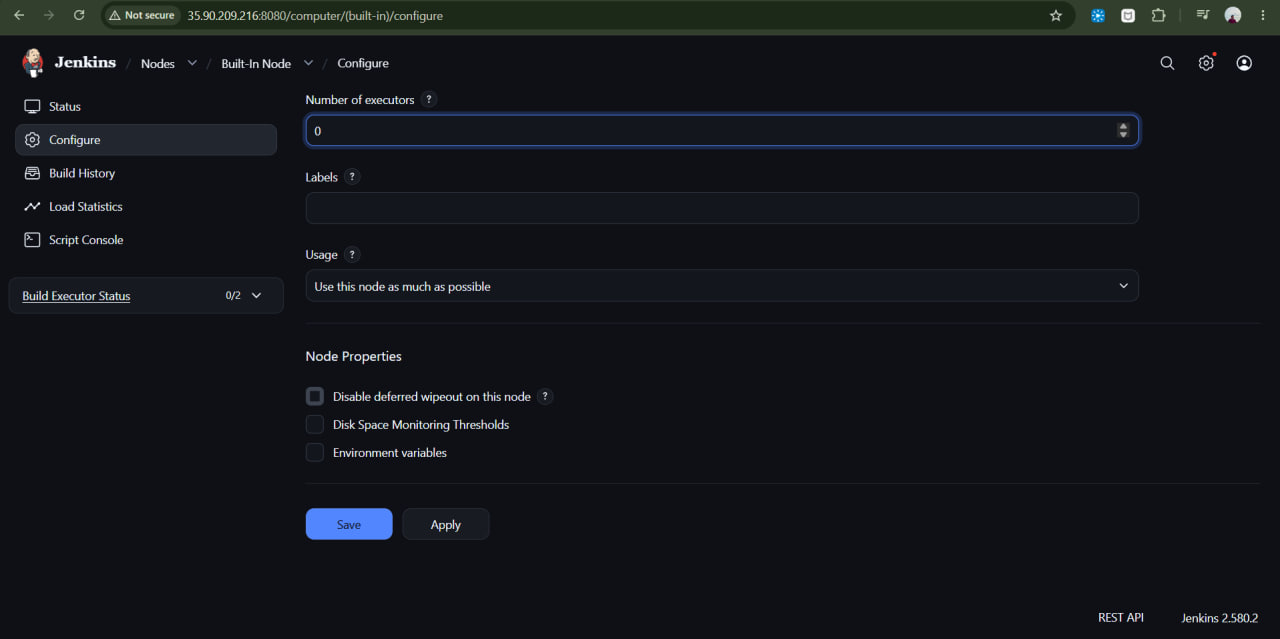 Not secure 35.90.209.216:8080/computer/(built-in)/configure
Jenkins / Nodes / Built-In Node / Configure
Status
Configure
Build History
Load Statistics
Script Console
Build Executor Status 0/2
Number of executors ?
0
Labels ?
Usage ?
Use this node as much as possible
Node Properties
Disable deferred wipeout on this node ?
Disk Space Monitoring Thresholds
Environment variables
Save Apply
REST API Jenkins 2.580.2